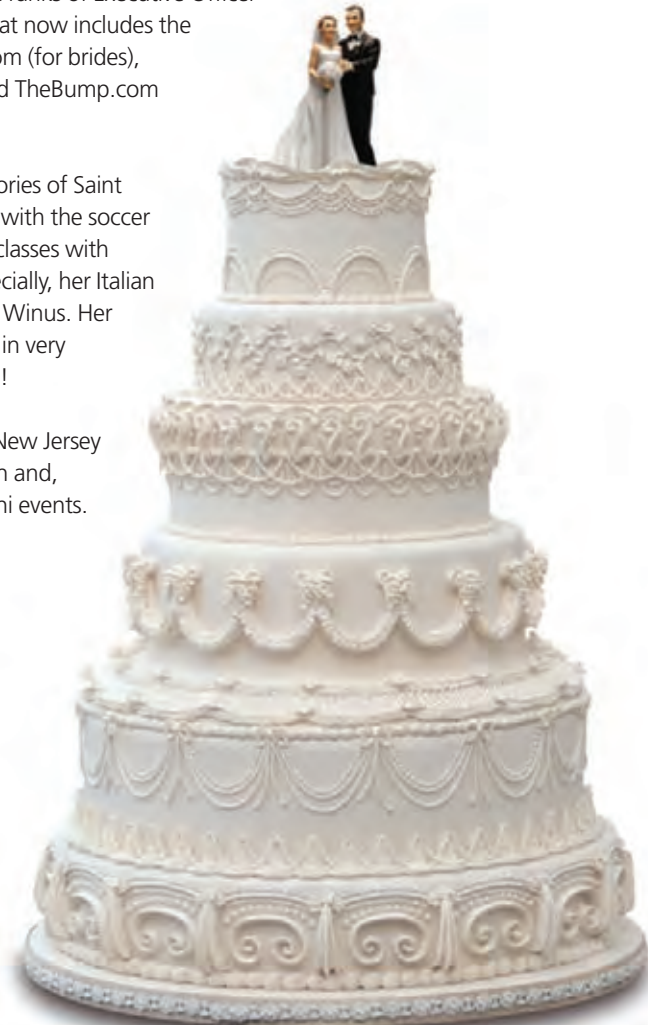 at now includes the
om (for brides),
d TheBump.com
ories of Saint
with the soccer
classes with
ecially, her Italian
Winus. Her
in very
!
New Jersey
n and,
ni events.